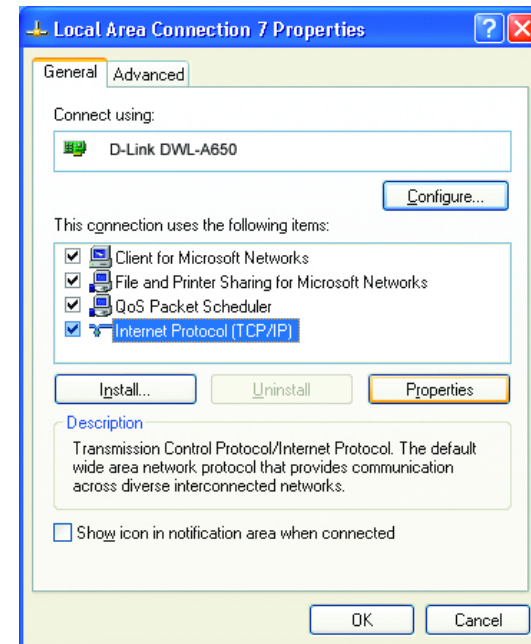 Local Area Connection 7 Properties
General
Advanced
Connect using:
D-Link DWL-A650
Configure...
This connection uses the following items:
Client for Microsoft Networks
File and Printer Sharing for Microsoft Networks
QoS Packet Scheduler
Internet Protocol (TCP/IP)
Install...
Uninstall
Properties
Description
Transmission Control Protocol/Internet Protocol. The default
wide area network protocol that provides communication
across diverse interconnected networks.
Show icon in notification area when connected
OK
Cancel